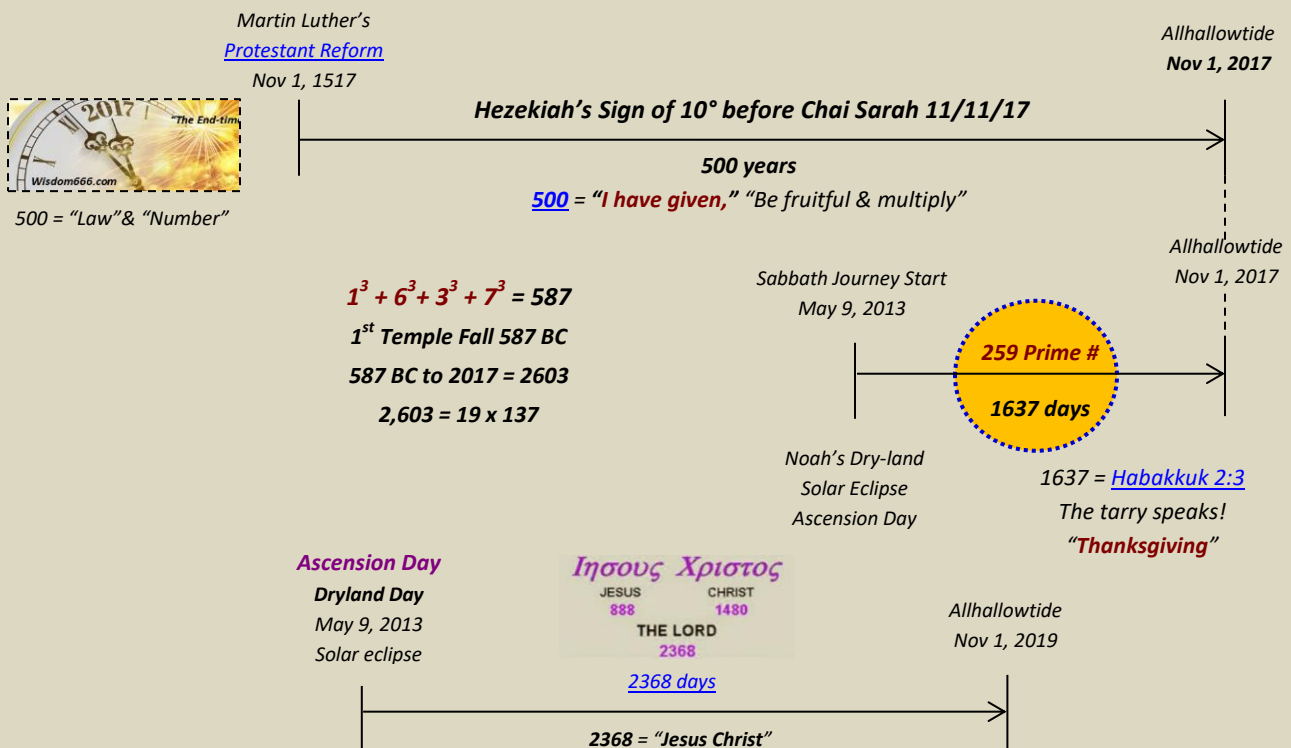 Martin Luther's
Protestant Reform
Nov 1, 1517
Allhallowtide
Nov 1, 2017
2017
"The End-tim
Wisdom666.com
500 = "Law"& "Number"
Hezekiah's Sign of 10° before Chai Sarah 11/11/17
500 years
500 = "I have given," "Be fruitful & multiply"
Allhallowtide
Nov 1, 2017
1³ + 6³+ 3³ + 7³ = 587
1st Temple Fall 587 BC
587 BC to 2017 = 2603
2,603 = 19 x 137
Sabbath Journey Start
May 9, 2013
259 Prime #
1637 days
Noah's Dry-land
Solar Eclipse
Ascension Day
1637 = Habakkuk 2:3
The tarry speaks!
"Thanksgiving"
Ascension Day
Dryland Day
May 9, 2013
Solar eclipse
Ιησους Χριστος
JESUS CHRIST
888 1480
THE LORD
2368
2368 days
Allhallowtide
Nov 1, 2019
2368 = "Jesus Christ"